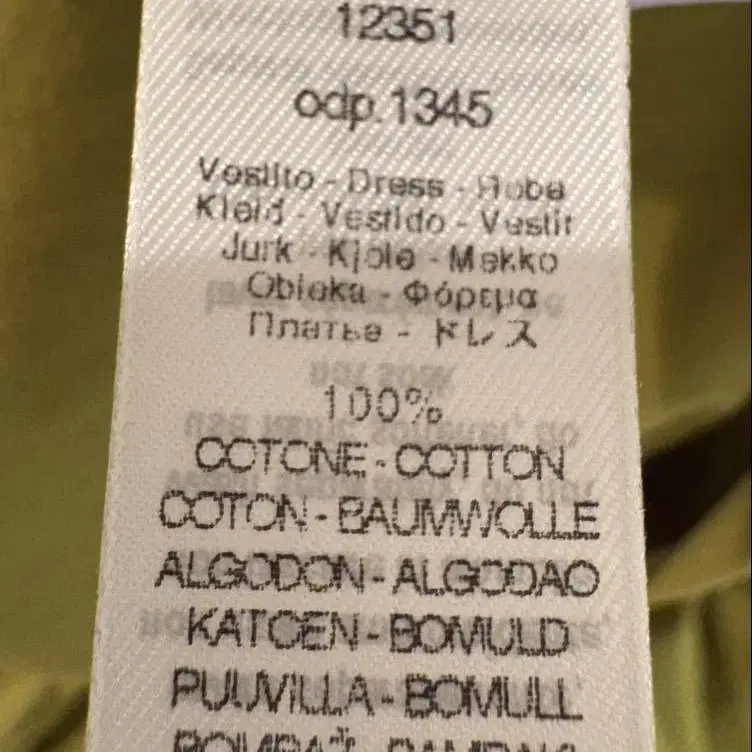 12351
odp.1345
Vestito - Dress - Robe
Kleid - Vestido - Vestit
Jurk - Kjole - Mekko
Obleka - Φόρεμα
Платье - ドレス
100%
COTONE - COTTON
COTON - BAUMWOLLE
ALGODON - ALGODAO
KATOEN - BOMULD
PUUVILLA - BOMULL